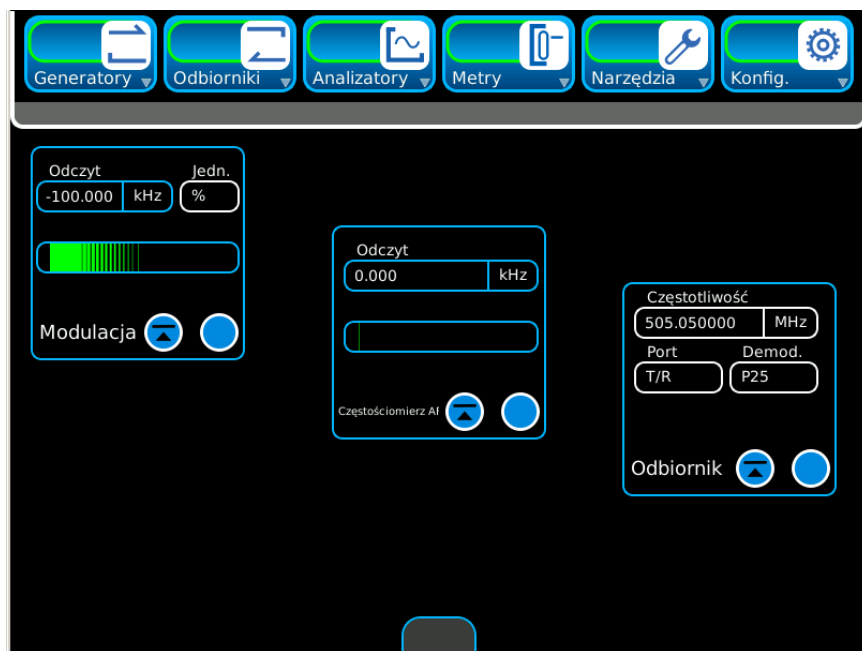 Generatory
Odbiorniki
Analizatory
Metry
Narzędzia
Konfig.
Odczyt
Jedn.
-100.000 kHz
%
Modulacja
Odczyt
0.000 kHz
Częstościomierz
Częstotliwość
505.050000 MHz
Port Demod.
T/R P25
Odbiornik